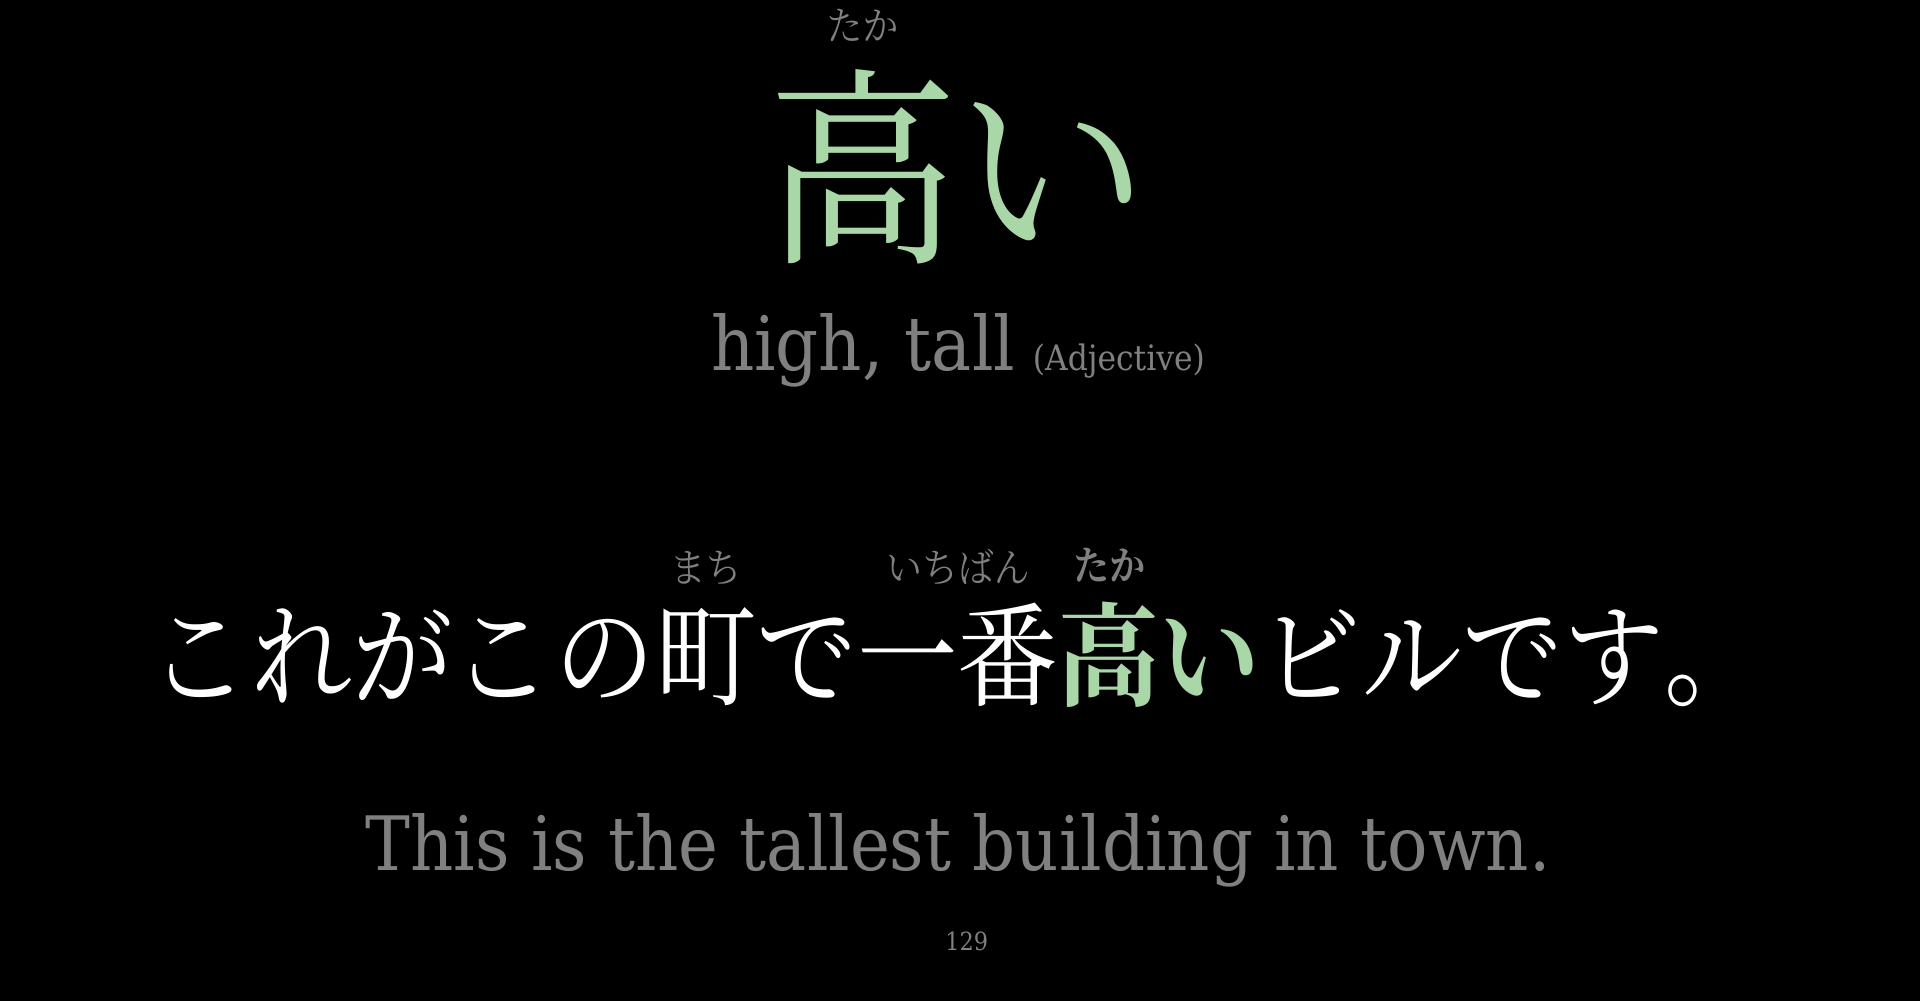 たか
高い
high, tall (Adjective)
まち いちばん たか
これがこの町で一番高いビルです。
This is the tallest building in town.
129